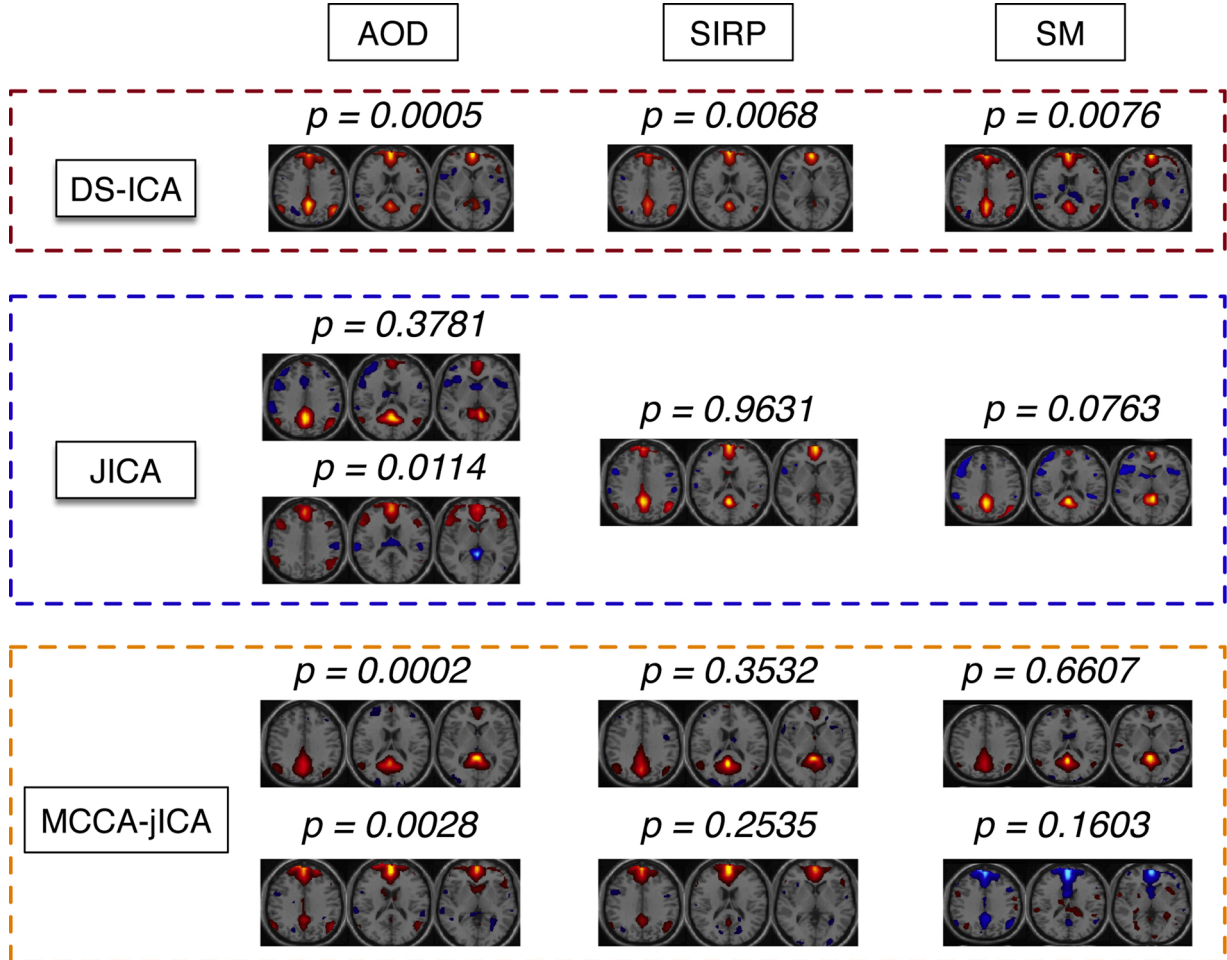 AOD SIRP SM
p = 0.0005 p = 0.0068 p = 0.0076
DS-ICA
p = 0.3781
JICA
p = 0.9631 p = 0.0763
p = 0.0114
p = 0.0002 p = 0.3532 p = 0.6607
MCCA-jICA
p = 0.0028 p = 0.2535 p = 0.1603